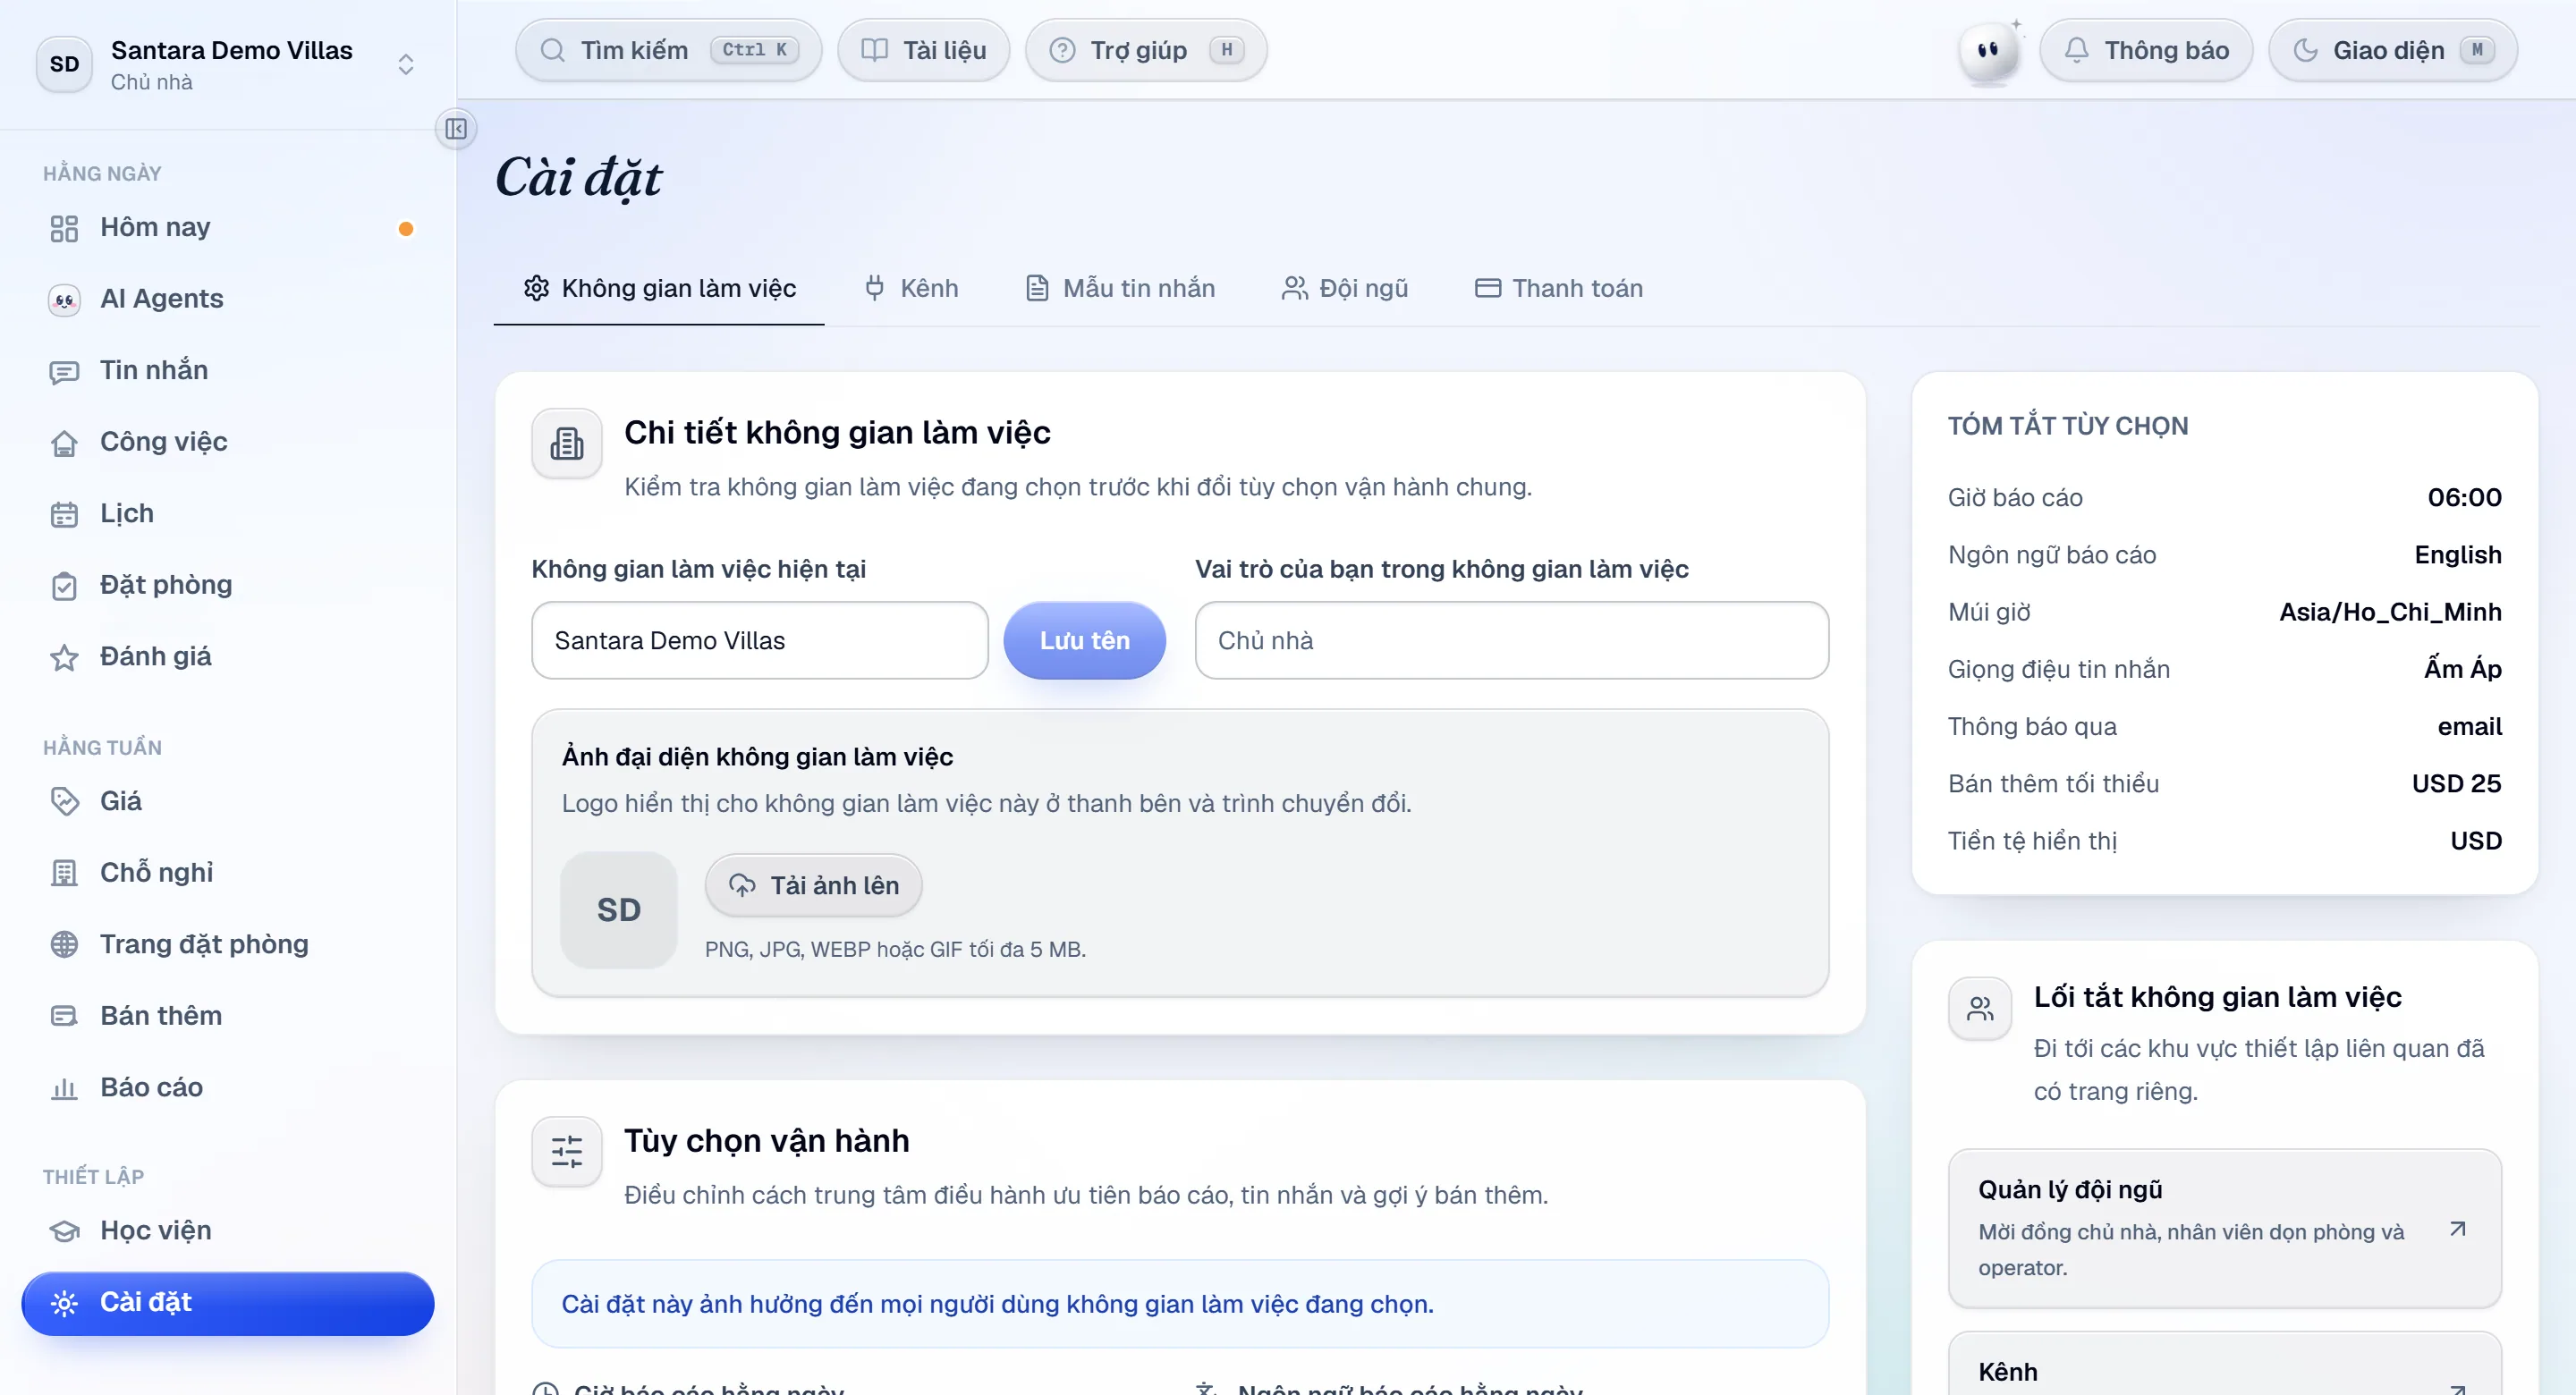 SD
Santara Demo Villas
Chủ nhà
HẰNG NGÀY
Hôm nay
AI Agents
Tin nhắn
Công việc
Lịch
Đặt phòng
Đánh giá
HẰNG TUẦN
Giá
Chỗ nghỉ
Trang đặt phòng
Bán thêm
Báo cáo
THIẾT LẬP
Học viện
Cài đặt
Tìm kiếm Ctrl K
Tài liệu
Trợ giúp H
Thông báo
Giao diện M
Cài đặt
Không gian làm việc
Kênh
Mẫu tin nhắn
Đội ngũ
Thanh toán
Chi tiết không gian làm việc
Kiểm tra không gian làm việc đang chọn trước khi đổi tùy chọn vận hành chung.
Không gian làm việc hiện tại
Santara Demo Villas
Lưu tên
Vai trò của bạn trong không gian làm việc
Chủ nhà
Ảnh đại diện không gian làm việc
Logo hiển thị cho không gian làm việc này ở thanh bên và trình chuyển đổi.
SD
Tải ảnh lên
PNG, JPG, WEBP hoặc GIF tối đa 5 MB.
Tùy chọn vận hành
Điều chỉnh cách trung tâm điều hành ưu tiên báo cáo, tin nhắn và gợi ý bán thêm.
Cài đặt này ảnh hưởng đến mọi người dùng không gian làm việc đang chọn.
Giờ báo cáo hằng ngày
Ngôn ngữ báo cáo hằng ngày
TÓM TẮT TÙY CHỌN
Giờ báo cáo 06:00
Ngôn ngữ báo cáo English
Múi giờ Asia/Ho_Chi_Minh
Giọng điệu tin nhắn Ấm Áp
Thông báo qua email
Bán thêm tối thiểu USD 25
Tiền tệ hiển thị USD
Lối tắt không gian làm việc
Đi tới các khu vực thiết lập liên quan đã
có trang riêng.
Quản lý đội ngũ
Mời đồng chủ nhà, nhân viên dọn phòng và
operator.
Kênh